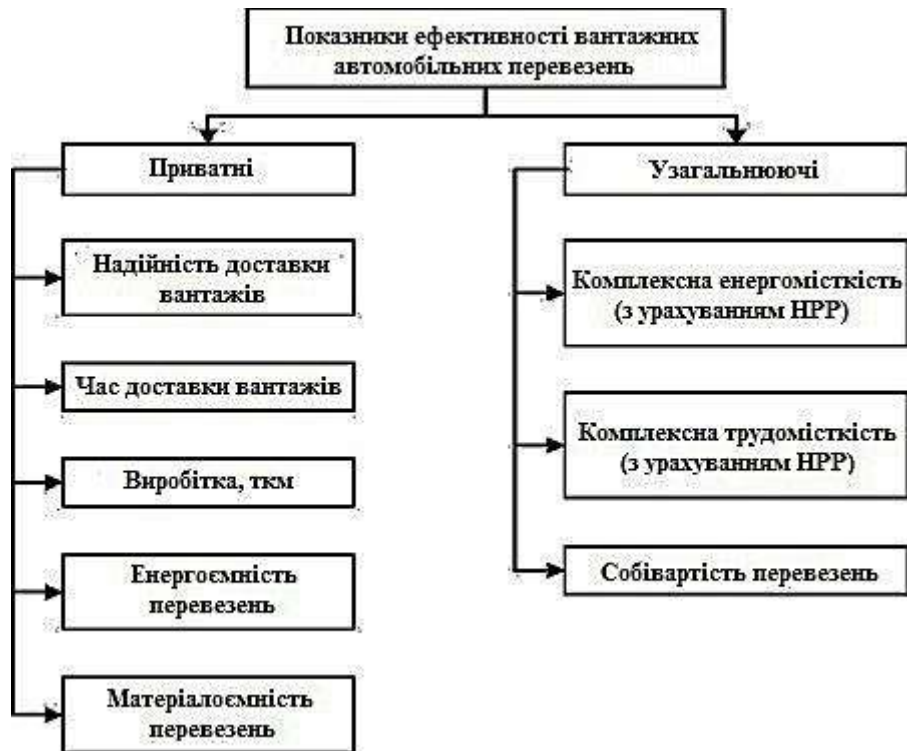 Показники ефективності вантажних
автомобільних перевезень
Приватні
Надійність доставки
вантажів
Час доставки вантажів
Виробітка, ткм
Енергоємність
перевезень
Матеріалоємність
перевезень
Узагальнюючі
Комплексна енергомісткість
(з урахуванням НРР)
Комплексна трудомісткість
(з урахуванням НРР)
Собівартість перевезень